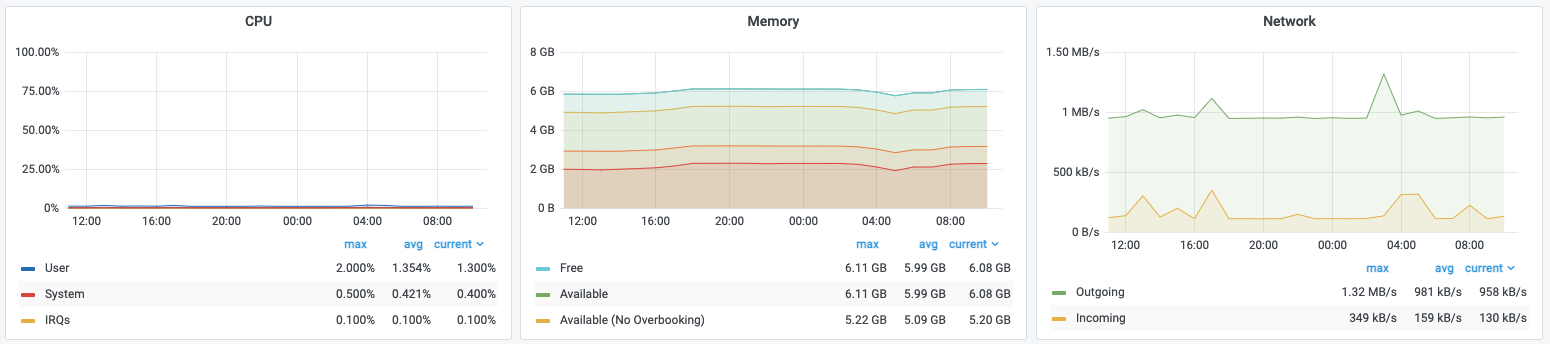 CPU
100.00%
75.00%
50.00%
25.00%
0%
12:00 16:00 20:00 00:00 04:00 08:00
max avg current
User 2.000% 1.354% 1.300%
System 0.500% 0.421% 0.400%
IRQs 0.100% 0.100% 0.100%
Memory
8 GB
6 GB
4 GB
2 GB
0 B
12:00 16:00 20:00 00:00 04:00 08:00
max avg current
Free 6.11 GB 5.99 GB 6.08 GB
Available 6.11 GB 5.99 GB 6.08 GB
Available (No Overbooking) 5.22 GB 5.09 GB 5.20 GB
Network
1.50 MB/s
1 MB/s
500 kB/s
0 B/s
12:00 16:00 20:00 00:00 04:00 08:00
max avg current
Outgoing 1.32 MB/s 981 kB/s 958 kB/s
Incoming 349 kB/s 159 kB/s 130 kB/s